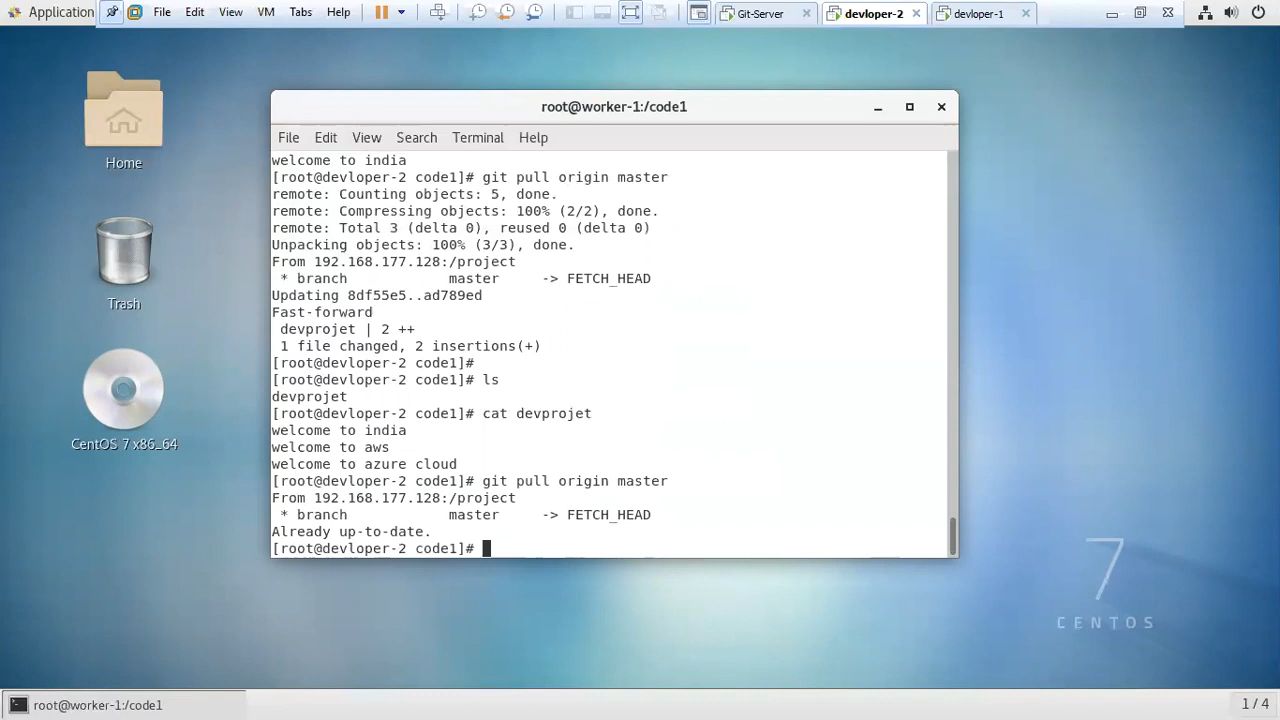 Application File Edit View VM Tabs Help Git-Server devloper-2 devloper-1
Home
Trash
CentOS 7 x86_64
root@worker-1:/code1
File Edit View Search Terminal Help
welcome to india
[root@devloper-2 code1]# git pull origin master
remote: Counting objects: 5, done.
remote: Compressing objects: 100% (2/2), done.
remote: Total 3 (delta 0), reused 0 (delta 0)
Unpacking objects: 100% (3/3), done.
From 192.168.177.128:/project
 * branch            master     -> FETCH_HEAD
Updating 8df55e5..ad789ed
Fast-forward
 devprojet | 2 ++
 1 file changed, 2 insertions(+)
[root@devloper-2 code1]#
[root@devloper-2 code1]# ls
devprojet
[root@devloper-2 code1]# cat devprojet
welcome to india
welcome to aws
welcome to azure cloud
[root@devloper-2 code1]# git pull origin master
From 192.168.177.128:/project
 * branch            master     -> FETCH_HEAD
Already up-to-date.
[root@devloper-2 code1]#
7
CENTOS
root@worker-1:/code1
1 / 4